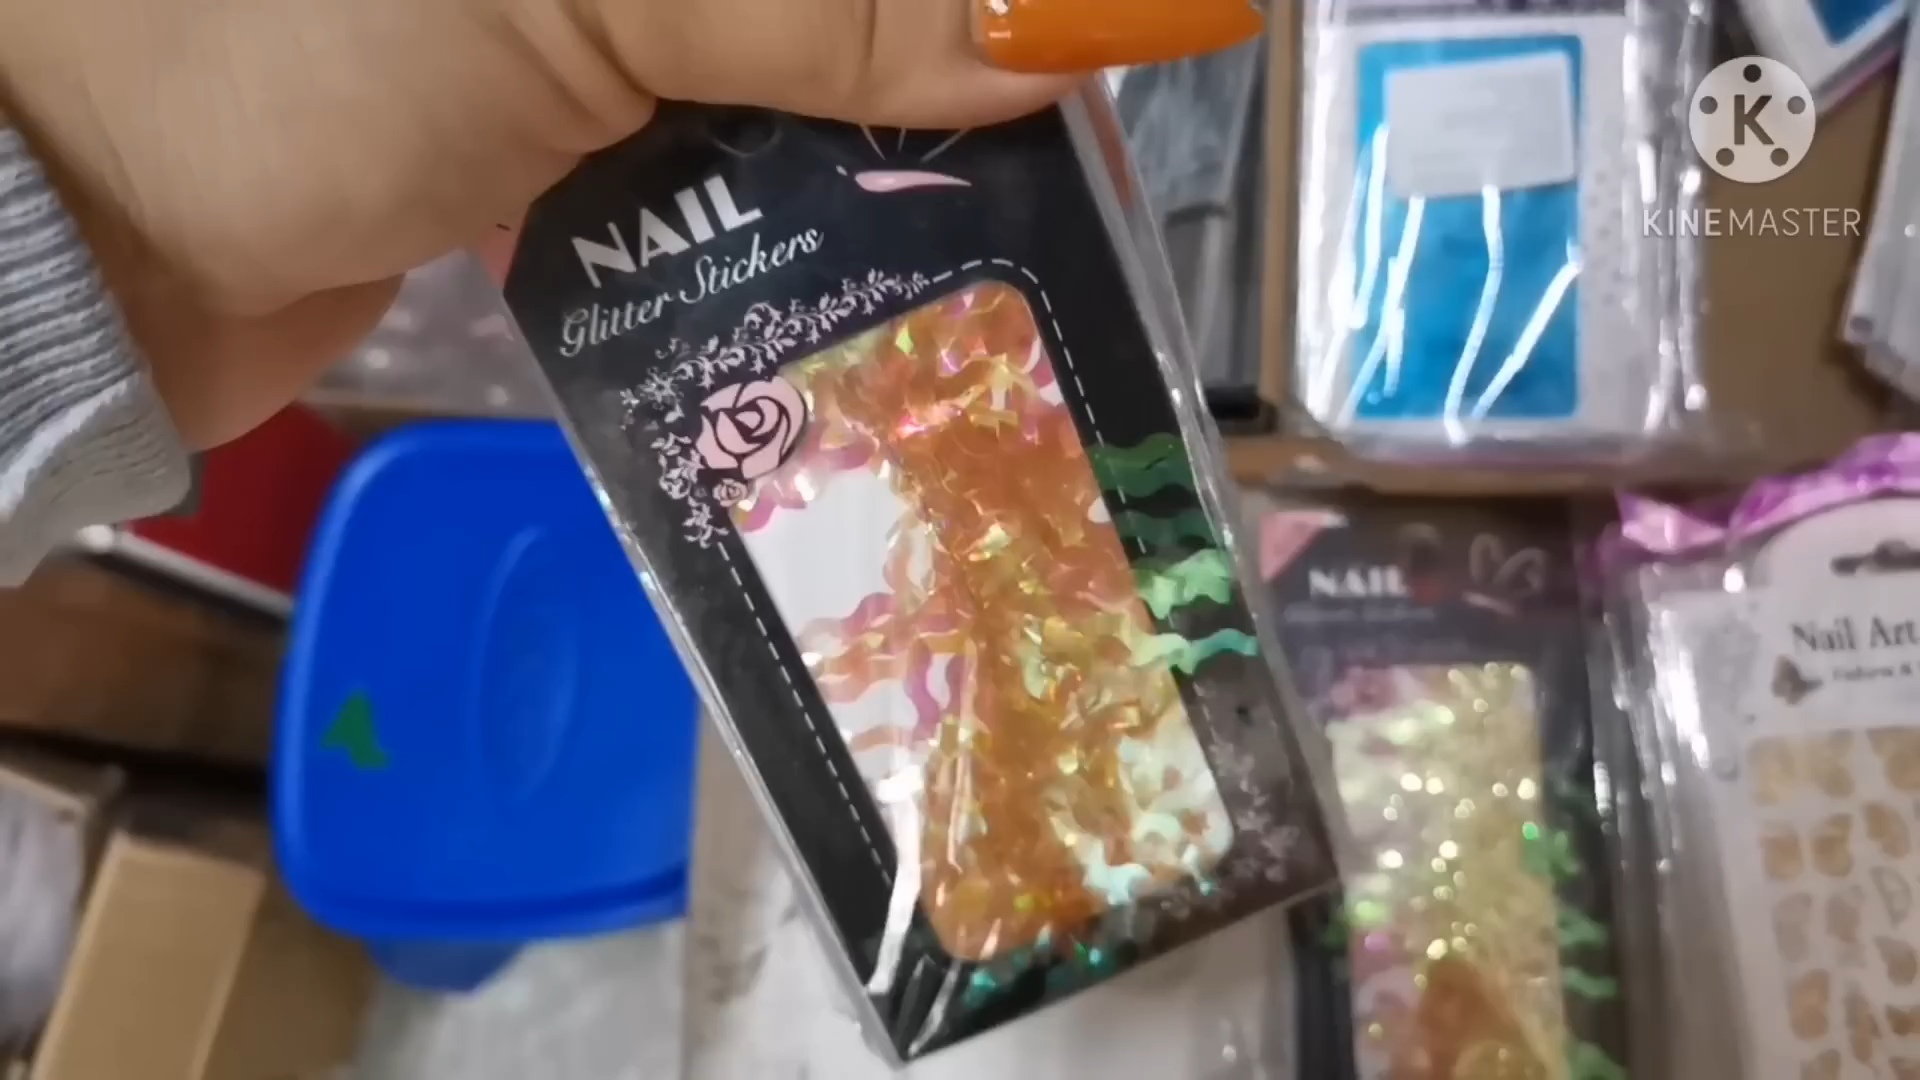 NAIL
Glitter Stickers
K
KINEMASTER
NAIL
Nail Art